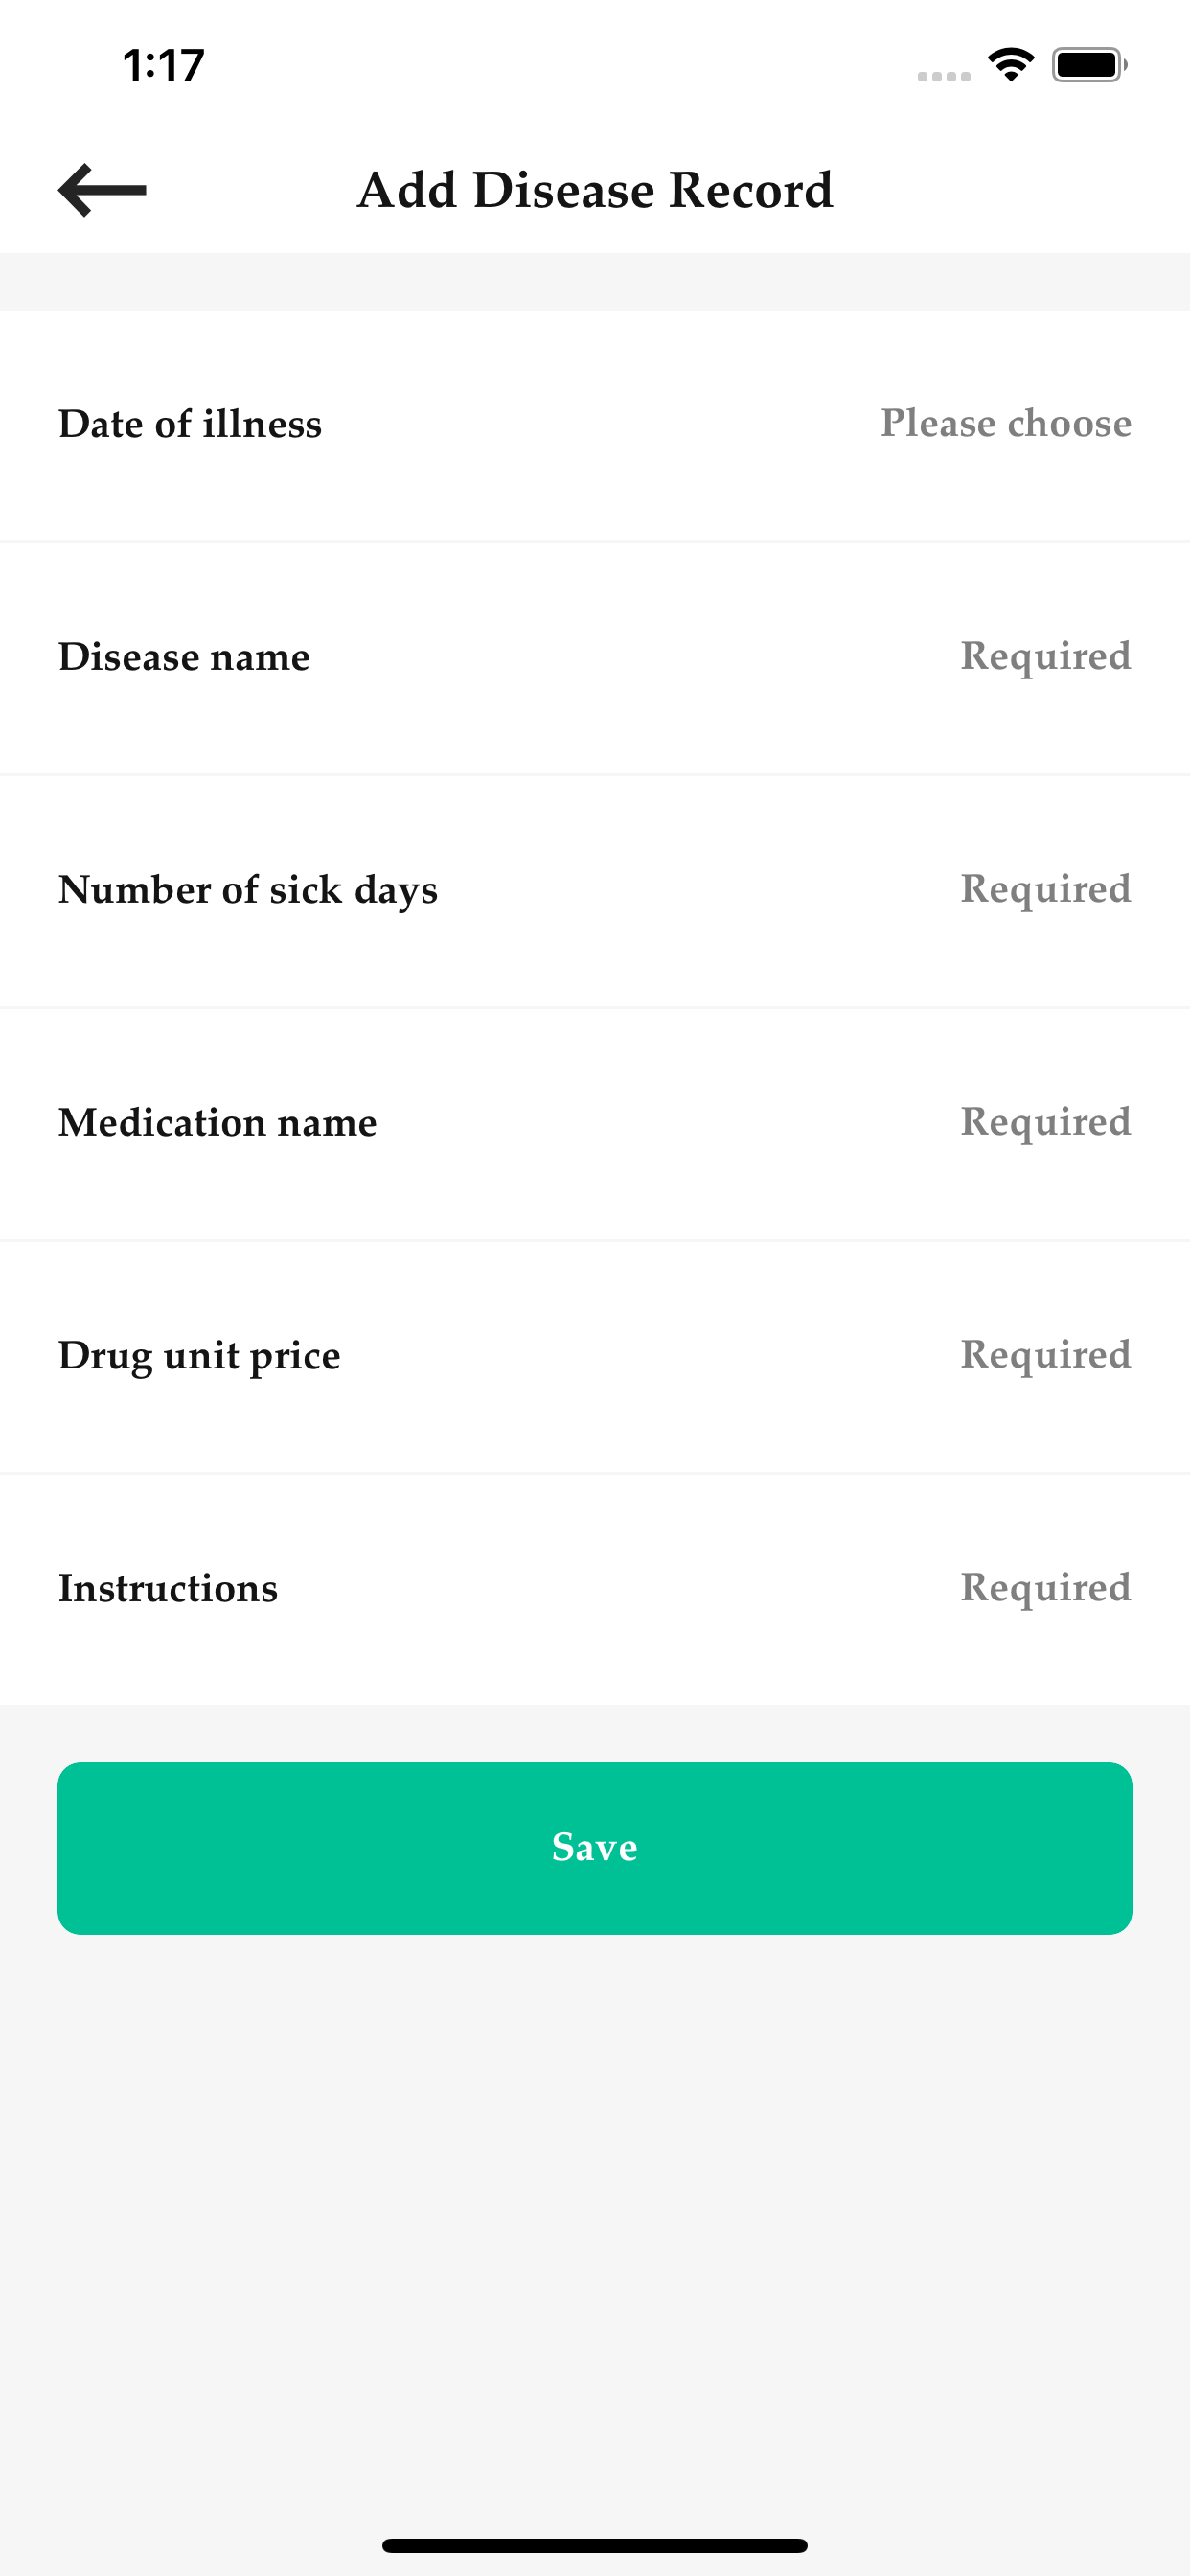 1:17
Add Disease Record
Date of illness Please choose
Disease name Required
Number of sick days Required
Medication name Required
Drug unit price Required
Instructions Required
Save